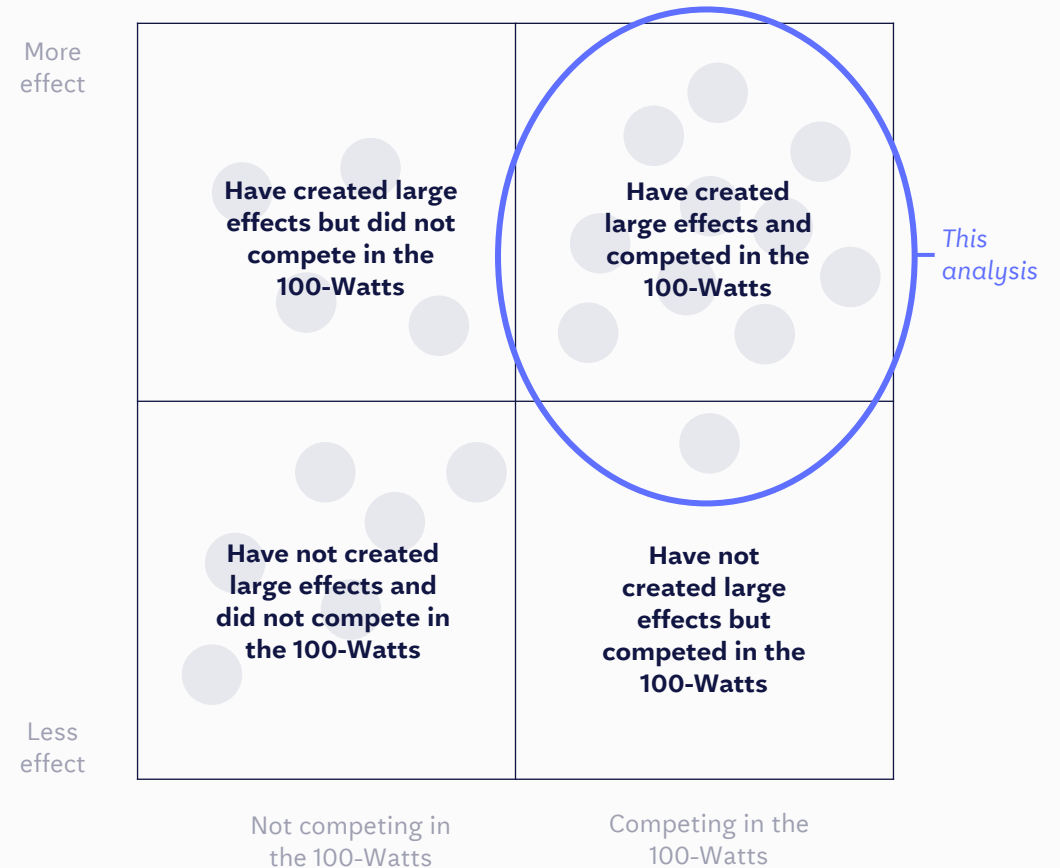 More
effect
Have created large
effects but did not
compete in the
100-Watts
Have created
large effects and
competed in the
100-Watts
This
analysis
Have not created
large effects and
did not compete in
the 100-Watts
Have not
created large
effects but
competed in the
100-Watts
Less
effect
Not competing in
the 100-Watts
Competing in the
100-Watts